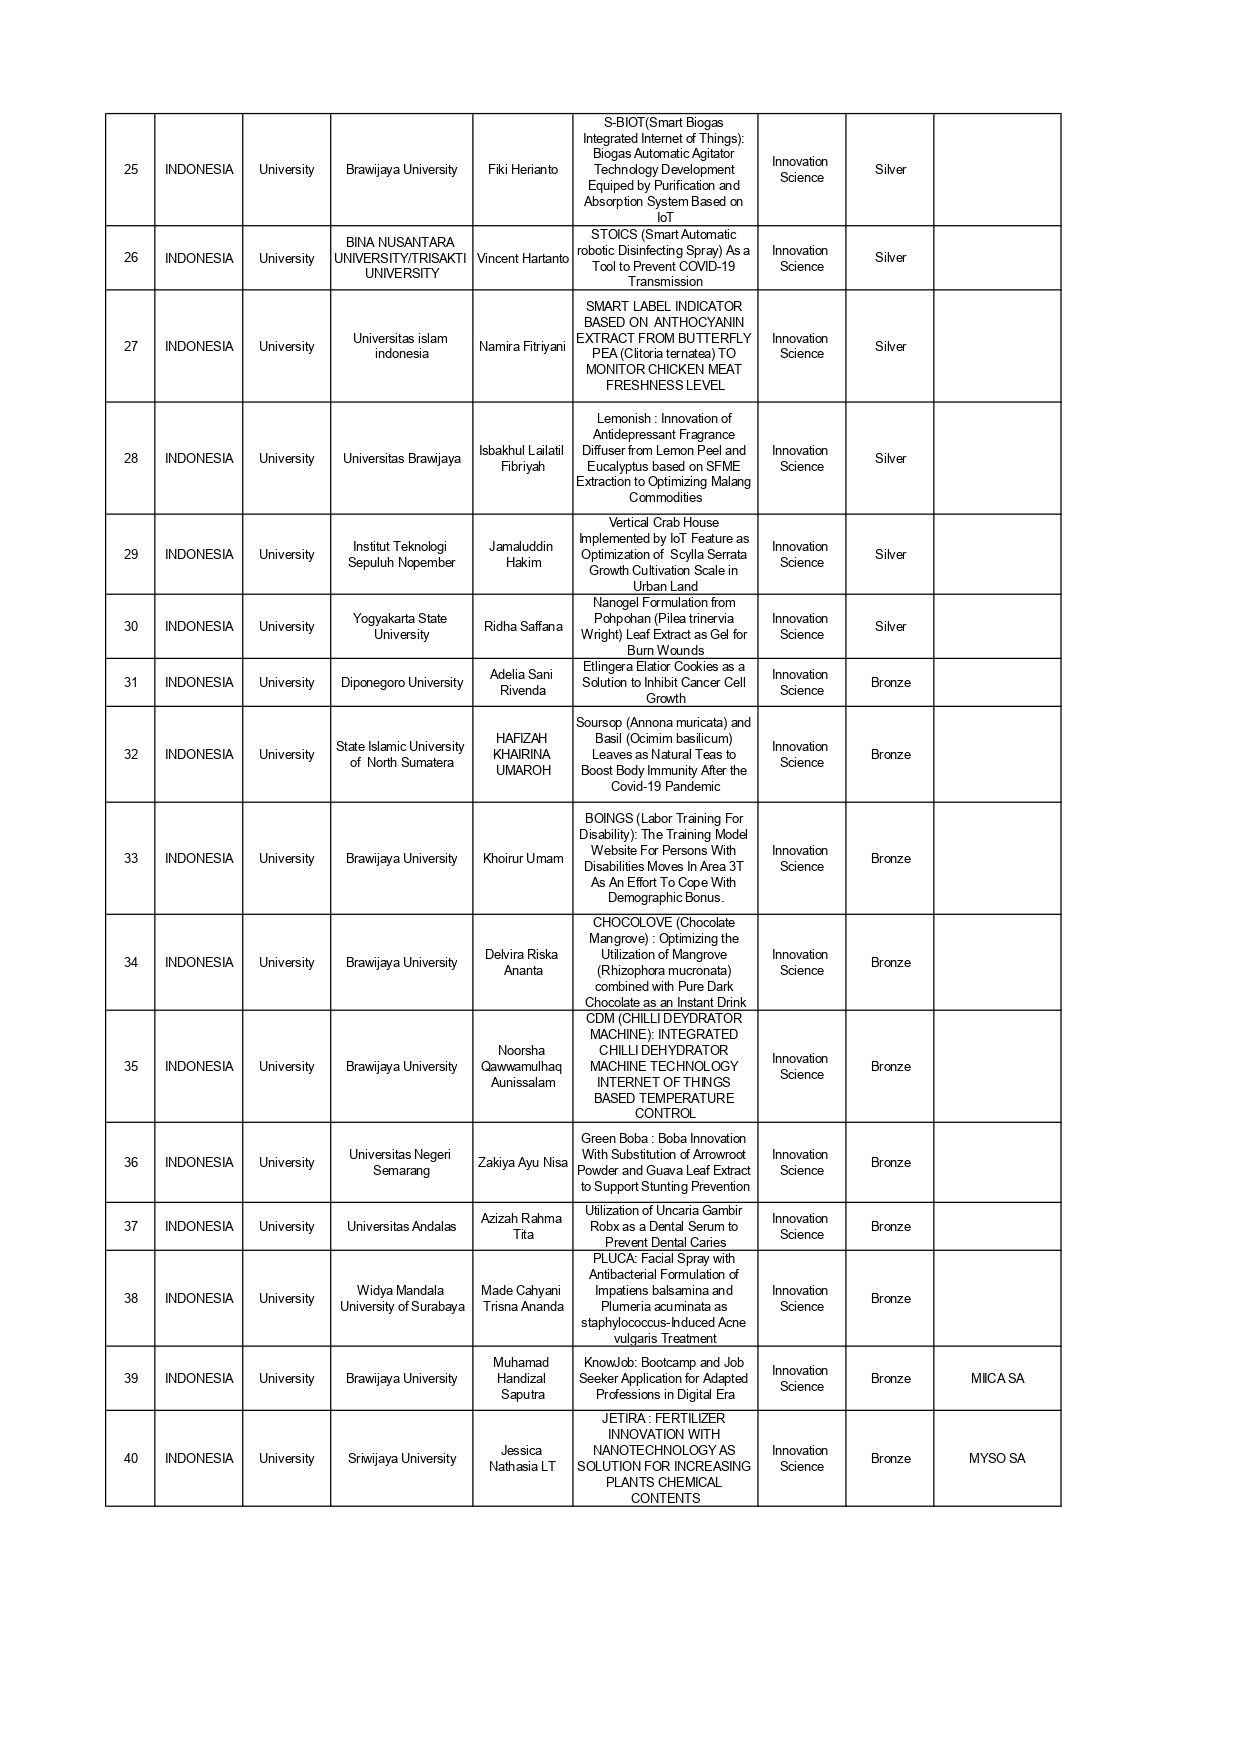 25 INDONESIA University Brawijaya University Fiki Herianto S-BIOT(Smart Biogas
Integrated Internet of Things):
Biogas Automatic Agitator
Technology Development
Equiped by Purification and
Absorption System Based on
IoT Innovation
Science Silver
26 INDONESIA University BINA NUSANTARA
UNIVERSITY/TRISAKTI
UNIVERSITY Vincent Hartanto STOICS (Smart Automatic
robotic Disinfecting Spray) As a
Tool to Prevent COVID-19
Transmission Innovation
Science Silver
27 INDONESIA University Universitas islam
indonesia Namira Fitriyani SMART LABEL INDICATOR
BASED ON ANTHOCYANIN
EXTRACT FROM BUTTERFLY
PEA (Clitoria ternatea) TO
MONITOR CHICKEN MEAT
FRESHNESS LEVEL Innovation
Science Silver
28 INDONESIA University Universitas Brawijaya Isbakhul Lailatil
Fibriyah Lemonish : Innovation of
Antidepressant Fragrance
Diffuser from Lemon Peel and
Eucalyptus based on SFME
Extraction to Optimizing Malang
Commodities Innovation
Science Silver
29 INDONESIA University Institut Teknologi
Sepuluh Nopember Jamaluddin
Hakim Vertical Crab House
Implemented by IoT Feature as
Optimization of Scylla Serrata
Growth Cultivation Scale in
Urban Land Innovation
Science Silver
30 INDONESIA University Yogyakarta State
University Ridha Saffana Nanogel Formulation from
Pohpohan (Pilea trinervia
Wright) Leaf Extract as Gel for
Burn Wounds Innovation
Science Silver
31 INDONESIA University Diponegoro University Adelia Sani
Rivenda Etlingera Elatior Cookies as a
Solution to Inhibit Cancer Cell
Growth Innovation
Science Bronze
32 INDONESIA University State Islamic University
of North Sumatera HAFIZAH
KHAIRINA
UMAROH Soursop (Annona muricata) and
Basil (Ocimim basilicum)
Leaves as Natural Teas to
Boost Body Immunity After the
Covid-19 Pandemic Innovation
Science Bronze
33 INDONESIA University Brawijaya University Khoirur Umam BOINGS (Labor Training For
Disability): The Training Model
Website For Persons With
Disabilities Moves In Area 3T
As An Effort To Cope With
Demographic Bonus. Innovation
Science Bronze
34 INDONESIA University Brawijaya University Delvira Riska
Ananta CHOCOLOVE (Chocolate
Mangrove) : Optimizing the
Utilization of Mangrove
(Rhizophora mucronata)
combined with Pure Dark
Chocolate as an Instant Drink Innovation
Science Bronze
35 INDONESIA University Brawijaya University Noorsha
Qawwamulhaq
Aunissalam CDM (CHILLI DEYDRATOR
MACHINE): INTEGRATED
CHILLI DEHYDRATOR
MACHINE TECHNOLOGY
INTERNET OF THINGS
BASED TEMPERATURE
CONTROL Innovation
Science Bronze
36 INDONESIA University Universitas Negeri
Semarang Zakiya Ayu Nisa Green Boba : Boba Innovation
With Substitution of Arrowroot
Powder and Guava Leaf Extract
to Support Stunting Prevention Innovation
Science Bronze
37 INDONESIA University Universitas Andalas Azizah Rahma
Tita Utilization of Uncaria Gambir
Robx as a Dental Serum to
Prevent Dental Caries Innovation
Science Bronze
38 INDONESIA University Widya Mandala
University of Surabaya Made Cahyani
Trisna Ananda PLUCA: Facial Spray with
Antibacterial Formulation of
Impatiens balsamina and
Plumeria acuminata as
staphylococcus-Induced Acne
vulgaris Treatment Innovation
Science Bronze
39 INDONESIA University Brawijaya University Muhamad
Handizal
Saputra KnowJob: Bootcamp and Job
Seeker Application for Adapted
Professions in Digital Era Innovation
Science Bronze MIICA SA
40 INDONESIA University Sriwijaya University Jessica
Nathasia LT JETIRA : FERTILIZER
INNOVATION WITH
NANOTECHNOLOGY AS
SOLUTION FOR INCREASING
PLANTS CHEMICAL
CONTENTS Innovation
Science Bronze MYSO SA